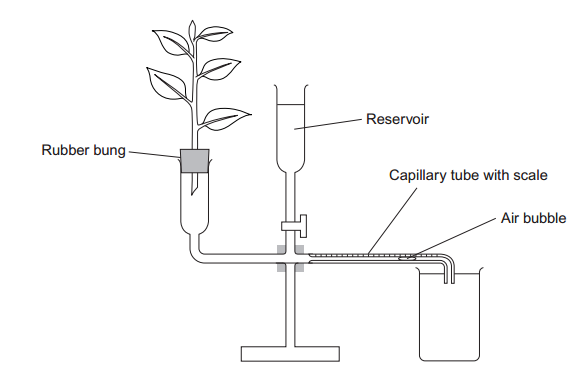 Reservoir
Rubber bung
Capillary tube with scale
Air bubble